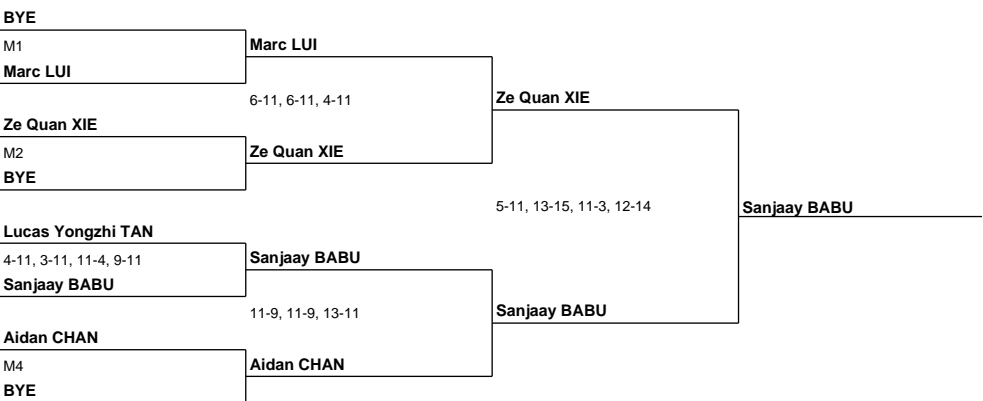 BYE
M1
Marc LUI
Marc LUI
6-11, 6-11, 4-11
Ze Quan XIE
Ze Quan XIE
M2
Ze Quan XIE
BYE
5-11, 13-15, 11-3, 12-14
Sanjaay BABU
Lucas Yongzhi TAN
4-11, 3-11, 11-4, 9-11
Sanjaay BABU
Sanjaay BABU
11-9, 11-9, 13-11
Sanjaay BABU
Aidan CHAN
M4
Aidan CHAN
BYE